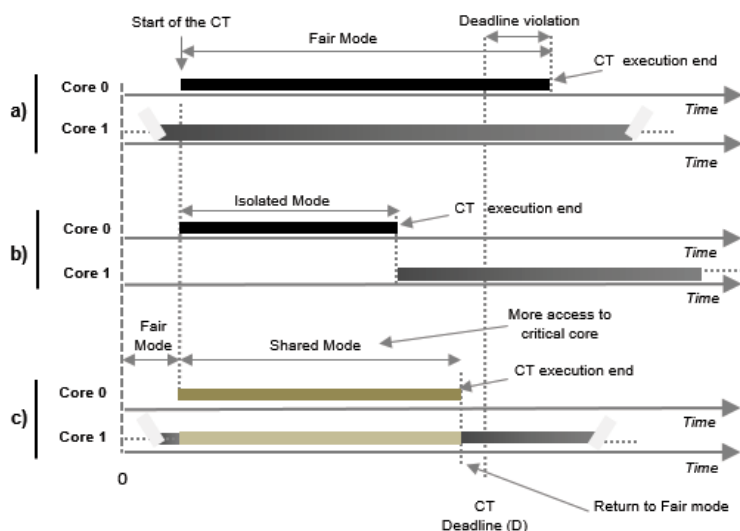 Start of the CT
Deadline violation
Fair Mode
CT execution end
a)
Core 0
Time
Core 1
Time
Isolated Mode
CT execution end
b)
Core 0
Time
Core 1
Time
More access to
critical core
Fair
Mode
Shared Mode
CT execution end
c)
Core 0
Time
Core 1
Time
0
CT
Deadline (D)
Return to Fair mode